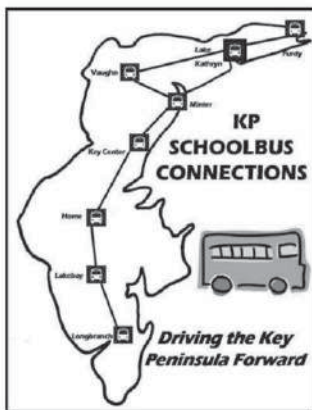 Lake
Kathryn
Purdy
Vaughn
Minter
KP
SCHOOLBUS
CONNECTIONS
Key Center
Home
Lakebay
Longbranch
Driving the Key
Peninsula Forward